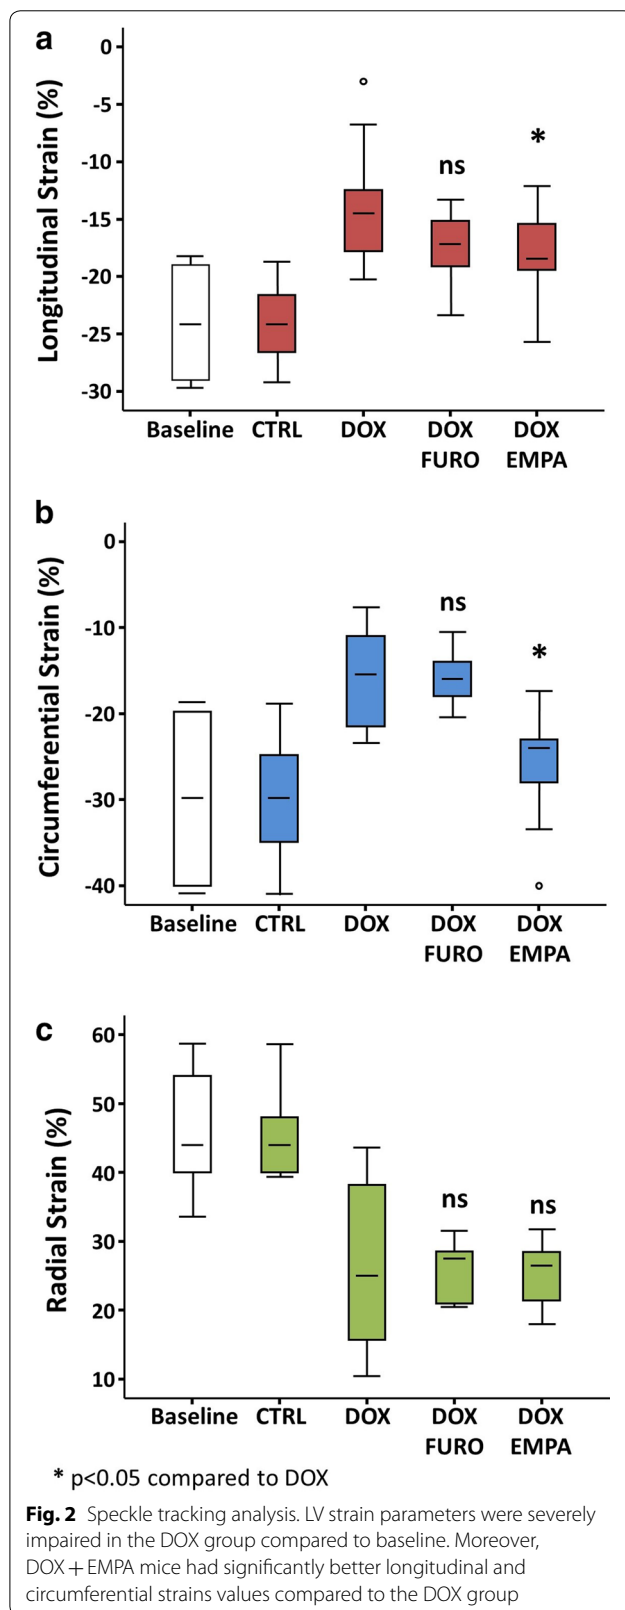 a
Longitudinal Strain (%)
0
-5
-10
-15
-20
-25
-30
ns
*
Baseline CTRL DOX DOX DOX
FURO EMPA
b
Circumferential Strain (%)
0
-10
-20
-30
-40
ns
*
Baseline CTRL DOX DOX DOX
FURO EMPA
c
Radial Strain (%)
60
50
40
30
20
10
ns ns
Baseline CTRL DOX DOX DOX
FURO EMPA
* p<0.05 compared to DOX
Fig. 2 Speckle tracking analysis. LV strain parameters were severely
impaired in the DOX group compared to baseline. Moreover,
DOX + EMPA mice had significantly better longitudinal and
circumferential strains values compared to the DOX group